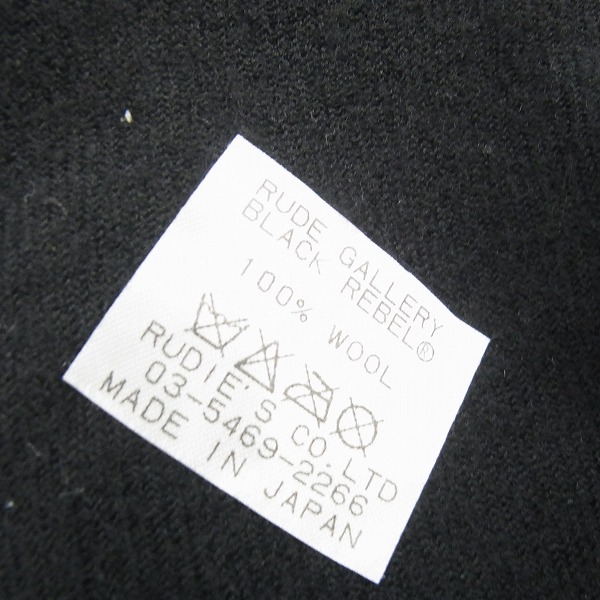 RUDE GALLERY
BLACK REBEL®
100% WOOL
RUDIE'S CO.LTD
03-5469-2266
MADE IN JAPAN